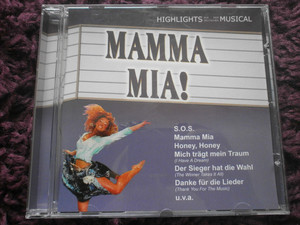 HIGHLIGHTS MUSICAL
MAMMA
MIA!
S.O.S.
Mamma Mia
Honey, Honey
Mich trägt mein Traum
(I Have A Dream)
Der Sieger hat die Wahl
(The Winner Takes It All)
Danke für die Lieder
(Thank You For The Music)
u.v.a.